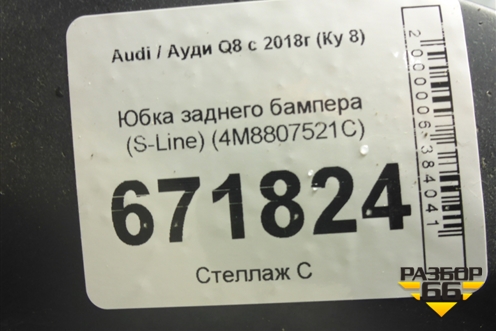 Audi / Ауди Q8 с 2018г (Ку 8)
Юбка заднего бампера
(S-Line) (4M8807521C)
671824
Стеллаж С
2000006384041
РАЗБОР
66